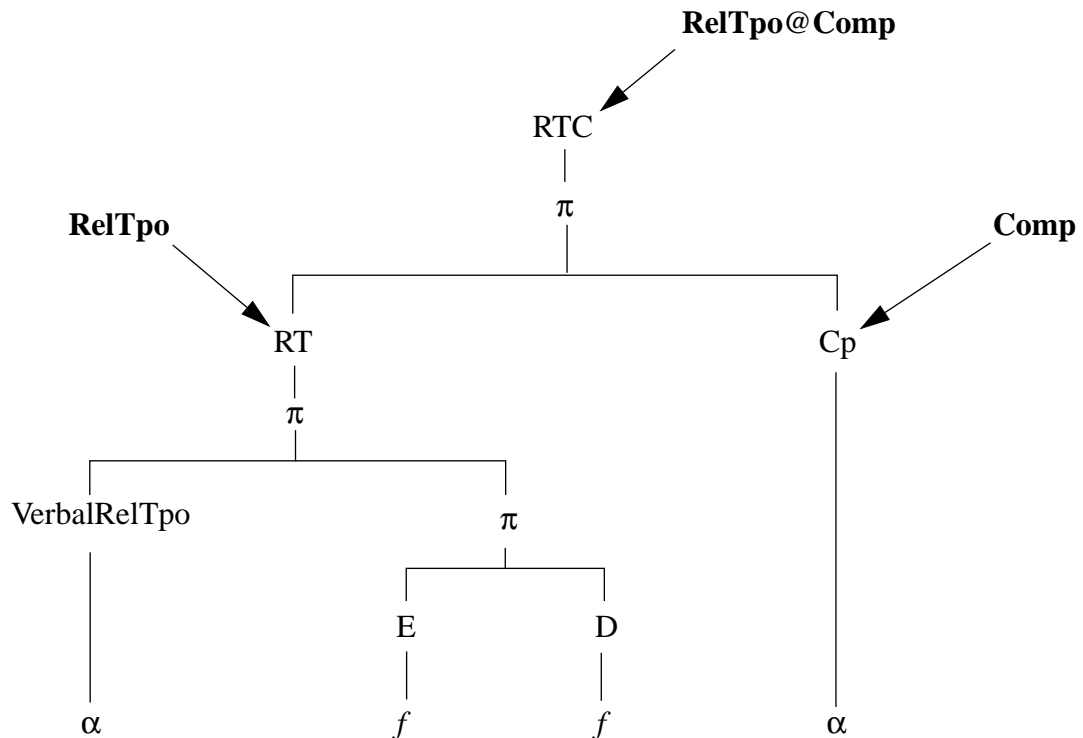 RelTpo@Comp
RTC
π
RelTpo
Comp
RT
Cp
π
VerbalRelTpo
π
E
D
α
f
f
α